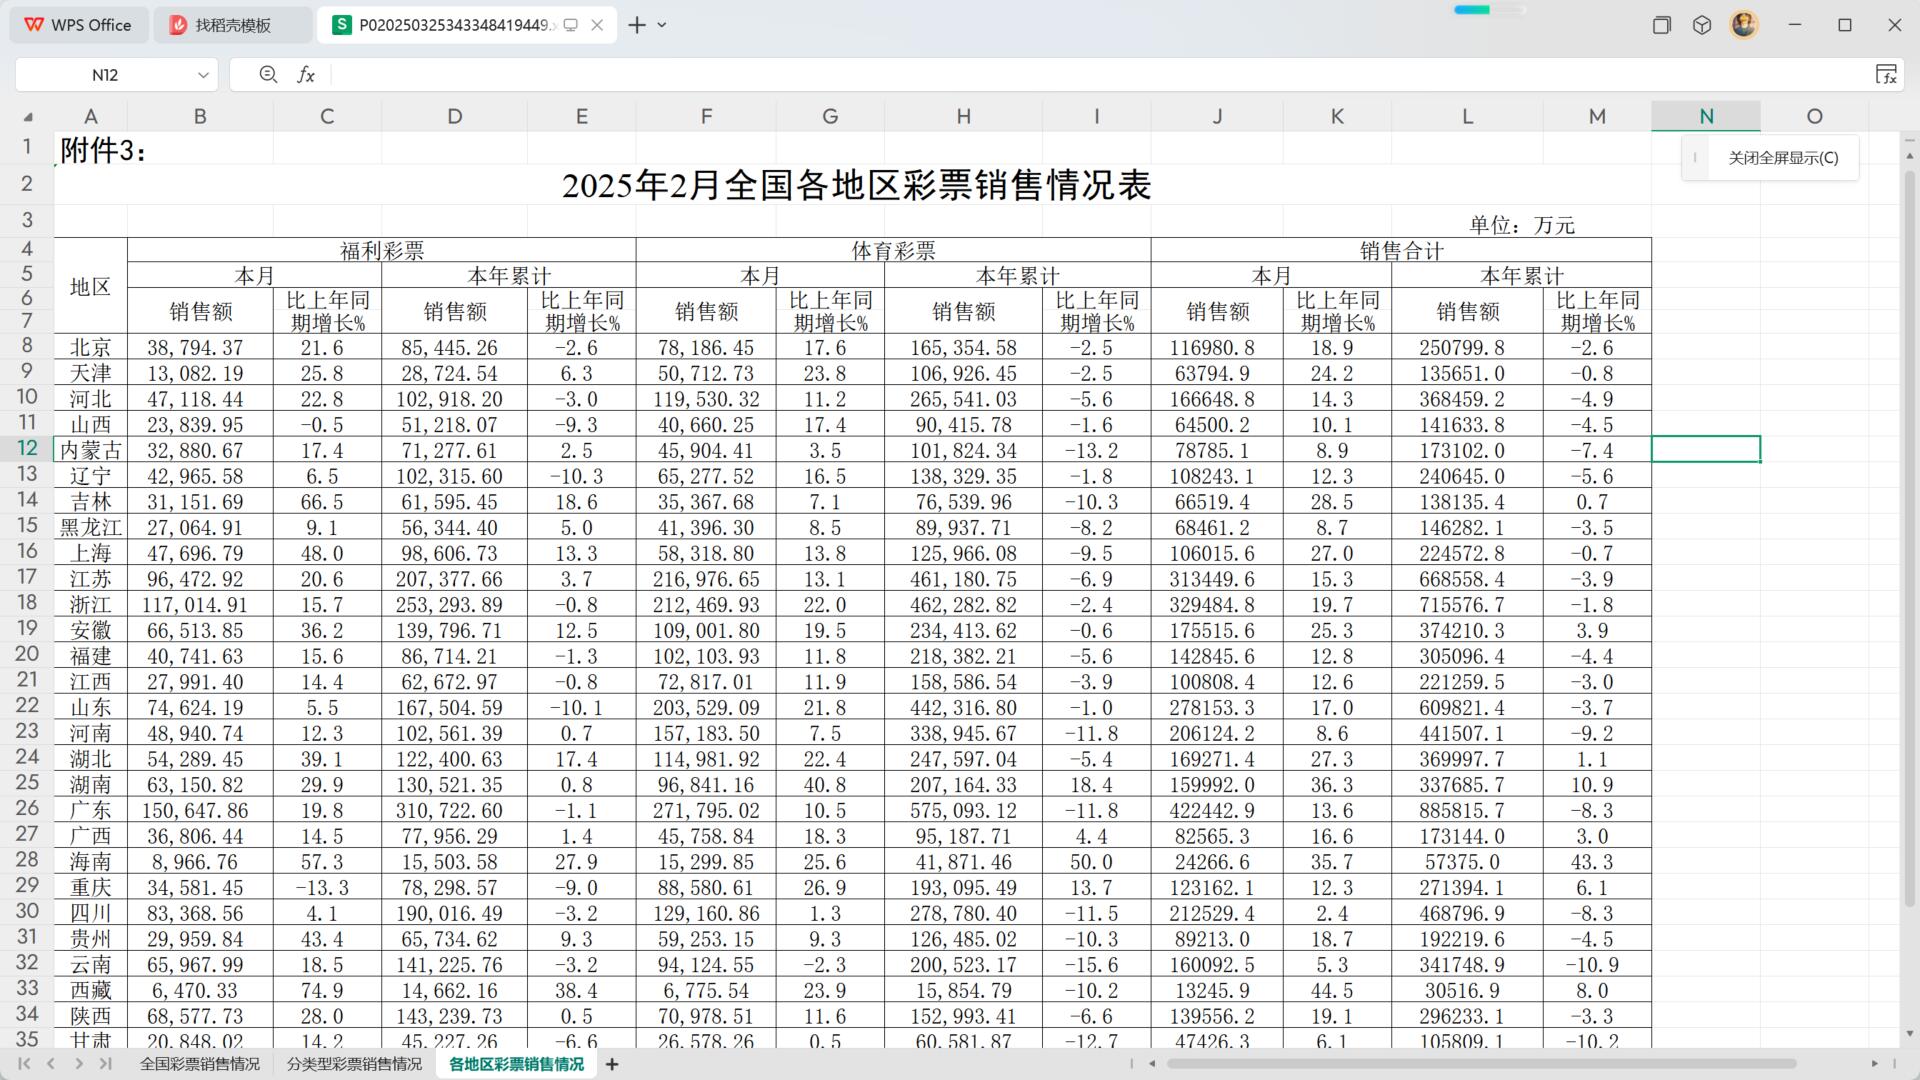 WPS Office 找稻壳模板 P020250325343348419449.x
N12 fx
A B C D E F G H I J K L M N O
1 附件3：
关闭全屏显示(C)
2 2025年2月全国各地区彩票销售情况表
3 单位：万元
4 地区 福利彩票 体育彩票 销售合计
5 本月 本年累计 本月 本年累计 本月 本年累计
6 销售额 比上年同 销售额 比上年同 销售额 比上年同 销售额 比上年同 销售额 比上年同 销售额 比上年同
7 期增长% 期增长% 期增长% 期增长% 期增长% 期增长%
8 北京 38,794.37 21.6 85,445.26 -2.6 78,186.45 17.6 165,354.58 -2.5 116980.8 18.9 250799.8 -2.6
9 天津 13,082.19 25.8 28,724.54 6.3 50,712.73 23.8 106,926.45 -2.5 63794.9 24.2 135651.0 -0.8
10 河北 47,118.44 22.8 102,918.20 -3.0 119,530.32 11.2 265,541.03 -5.6 166648.8 14.3 368459.2 -4.9
11 山西 23,839.95 -0.5 51,218.07 -9.3 40,660.25 17.4 90,415.78 -1.6 64500.2 10.1 141633.8 -4.5
12 内蒙古 32,880.67 17.4 71,277.61 2.5 45,904.41 3.5 101,824.34 -13.2 78785.1 8.9 173102.0 -7.4
13 辽宁 42,965.58 6.5 102,315.60 -10.3 65,277.52 16.5 138,329.35 -1.8 108243.1 12.3 240645.0 -5.6
14 吉林 31,151.69 66.5 61,595.45 18.6 35,367.68 7.1 76,539.96 -10.3 66519.4 28.5 138135.4 0.7
15 黑龙江 27,064.91 9.1 56,344.40 5.0 41,396.30 8.5 89,937.71 -8.2 68461.2 8.7 146282.1 -3.5
16 上海 47,696.79 48.0 98,606.73 13.3 58,318.80 13.8 125,966.08 -9.5 106015.6 27.0 224572.8 -0.7
17 江苏 96,472.92 20.6 207,377.66 3.7 216,976.65 13.1 461,180.75 -6.9 313449.6 15.3 668558.4 -3.9
18 浙江 117,014.91 15.7 253,293.89 -0.8 212,469.93 22.0 462,282.82 -2.4 329484.8 19.7 715576.7 -1.8
19 安徽 66,513.85 36.2 139,796.71 12.5 109,001.80 19.5 234,413.62 -0.6 175515.6 25.3 374210.3 3.9
20 福建 40,741.63 15.6 86,714.21 -1.3 102,103.93 11.8 218,382.21 -5.6 142845.6 12.8 305096.4 -4.4
21 江西 27,991.40 14.4 62,672.97 -0.8 72,817.01 11.9 158,586.54 -3.9 100808.4 12.6 221259.5 -3.0
22 山东 74,624.19 5.5 167,504.59 -10.1 203,529.09 21.8 442,316.80 -1.0 278153.3 17.0 609821.4 -3.7
23 河南 48,940.74 12.3 102,561.39 0.7 157,183.50 7.5 338,945.67 -11.8 206124.2 8.6 441507.1 -9.2
24 湖北 54,289.45 39.1 122,400.63 17.4 114,981.92 22.4 247,597.04 -5.4 169271.4 27.3 369997.7 1.1
25 湖南 63,150.82 29.9 130,521.35 0.8 96,841.16 40.8 207,164.33 18.4 159992.0 36.3 337685.7 10.9
26 广东 150,647.86 19.8 310,722.60 -1.1 271,795.02 10.5 575,093.12 -11.8 422442.9 13.6 885815.7 -8.3
27 广西 36,806.44 14.5 77,956.29 1.4 45,758.84 18.3 95,187.71 4.4 82565.3 16.6 173144.0 3.0
28 海南 8,966.76 57.3 15,503.58 27.9 15,299.85 25.6 41,871.46 50.0 24266.6 35.7 57375.0 43.3
29 重庆 34,581.45 -13.3 78,298.57 -9.0 88,580.61 26.9 193,095.49 13.7 123162.1 12.3 271394.1 6.1
30 四川 83,368.56 4.1 190,016.49 -3.2 129,160.86 1.3 278,780.40 -11.5 212529.4 2.4 468796.9 -8.3
31 贵州 29,959.84 43.4 65,734.62 9.3 59,253.15 9.3 126,485.02 -10.3 89213.0 18.7 192219.6 -4.5
32 云南 65,967.99 18.5 141,225.76 -3.2 94,124.55 -2.3 200,523.17 -15.6 160092.5 5.3 341748.9 -10.9
33 西藏 6,470.33 74.9 14,662.16 38.4 6,775.54 23.9 15,854.79 -10.2 13245.9 44.5 30516.9 8.0
34 陕西 68,577.73 28.0 143,239.73 0.5 70,978.51 11.6 152,993.41 -6.6 139556.2 19.1 296233.1 -3.3
35 甘肃 20,848.02 14.2 45,227.26 -6.6 26,578.26 0.5 60,581.87 -12.7 47426.3 6.1 105809.1 -10.2
全国彩票销售情况 分类型彩票销售情况 各地区彩票销售情况